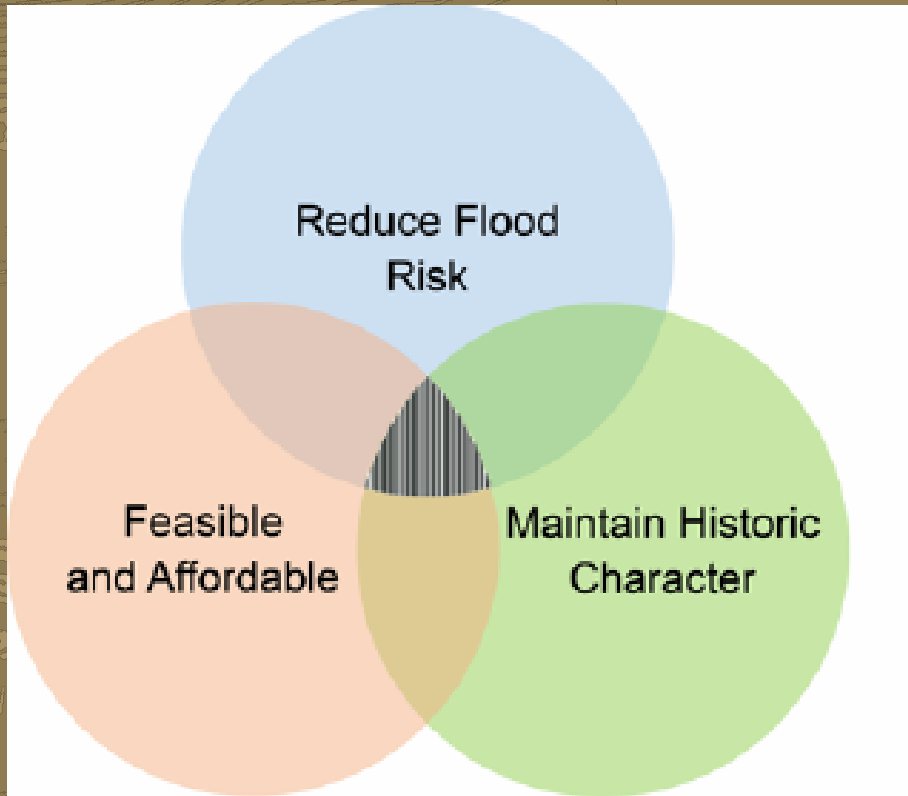 Reduce Flood
Risk
Feasible
and Affordable
Maintain Historic
Character